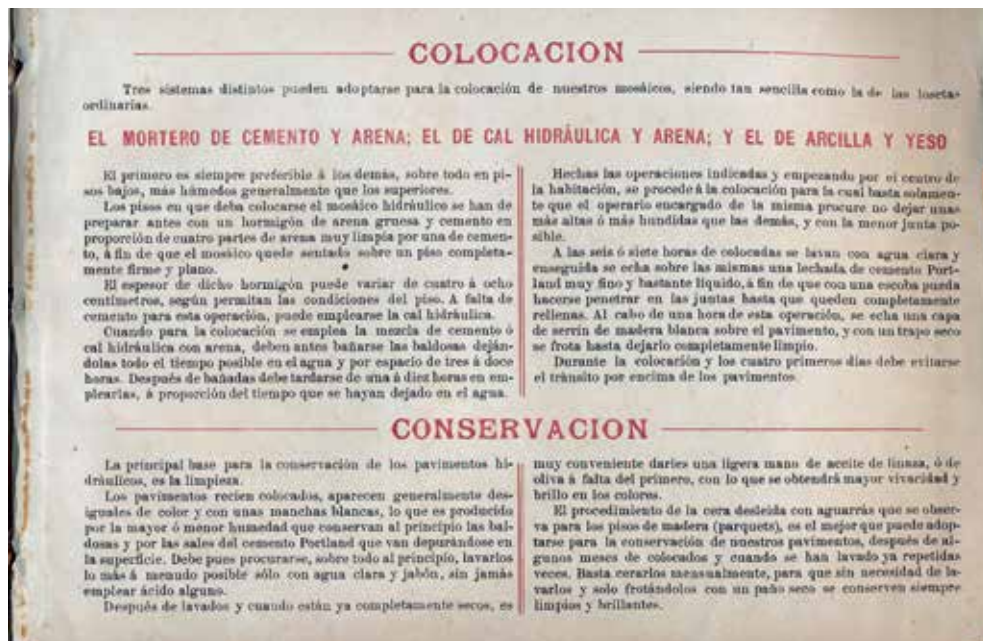 COLOCACION
Tres sistemas distintos pueden adoptarse para la colocación de nuestros mosáicos, siendo tan sencilla como la de las losetas
ordinarias.
EL MORTERO DE CEMENTO Y ARENA; EL DE CAL HIDRÁULICA Y ARENA; Y EL DE ARCILLA Y YESO
El primero es siempre preferible á los demás, sobre todo en pi-
sos bajos, más húmedos generalmente que los superiores.
Los pisos en que deba colocarse el mosáico hidráulico se han de
preparar antes con un hormigón de arena gruesa y cemento en
proporción de cuatro partes de arena muy limpia por una de cemen-
to, á fin de que el mosáico quede sentado sobre un piso completa-
mente firme y plano.
El espesor de dicho hormigón puede variar de cuatro á ocho
centímetros, según permitan las condiciones del piso. A falta de
cemento para esta operación, puede emplearse la cal hidráulica.
Cuando para la colocación se emplea la mezcla de cemento ó
cal hidráulica con arena, deben antes bañarse las baldosas deján-
dolas todo el tiempo posible en el agua y por espacio de tres á doce
horas. Después de bañadas debe tardarse de una á diez horas en em-
plearlas, á proporción del tiempo que se hayan dejado en el agua.
Hechas las operaciones indicadas y empezando por el centro de
la habitación, se procede á la colocación para la cual basta solamen-
te que el operario encargado de la misma procure no dejar unas
más altas ó más hundidas que las demás, y con la menor junta po-
sible.
A las seis ó siete horas de colocadas se lavan con agua clara y
enseguida se echa sobre las mismas una lechada de cemento Port-
land muy fino y bastante líquido, á fin de que con una escoba pueda
hacerse penetrar en las juntas hasta que queden completamente
rellenas. Al cabo de una hora de esta operación, se echa una capa
de serrín de madera blanca sobre el pavimento, y con un trapo seco
se frota hasta dejarlo completamente limpio.
Durante la colocación y los cuatro primeros días debe evitarse
el tránsito por encima de los pavimentos.
CONSERVACION
La principal base para la conservación de los pavimentos hi-
dráulicos, es la limpieza.
Los pavimentos recien colocados, aparecen generalmente des-
iguales de color y con unas manchas blancas, lo que es producido
por la mayor ó menor humedad que conservan al principio las bal-
dosas y por las sales del cemento Portland que van depurándose en
la superficie. Debe pues procurarse, sobre todo al principio, lavarlos
lo más á menudo posible sólo con agua clara y jabón, sin jamás
emplear ácido alguno.
Después de lavados y cuando están ya completamente secos, es
muy conveniente darles una ligera mano de aceite de linaza, ó de
oliva á falta del primero, con lo que se obtendrá mayor vivacidad y
brillo en los colores.
El procedimiento de la cera desleida con aguarrás que se obser-
va para los pisos de madera (parquets), es el mejor que puede adop-
tarse para la conservación de nuestros pavimentos, después de al-
gunos meses de colocados y cuando se han lavado ya repetidas
veces. Basta cerarlos mensualmente, para que sin necesidad de la-
varlos y solo frotándolos con un paño seco se conserven siempre
limpios y brillantes.